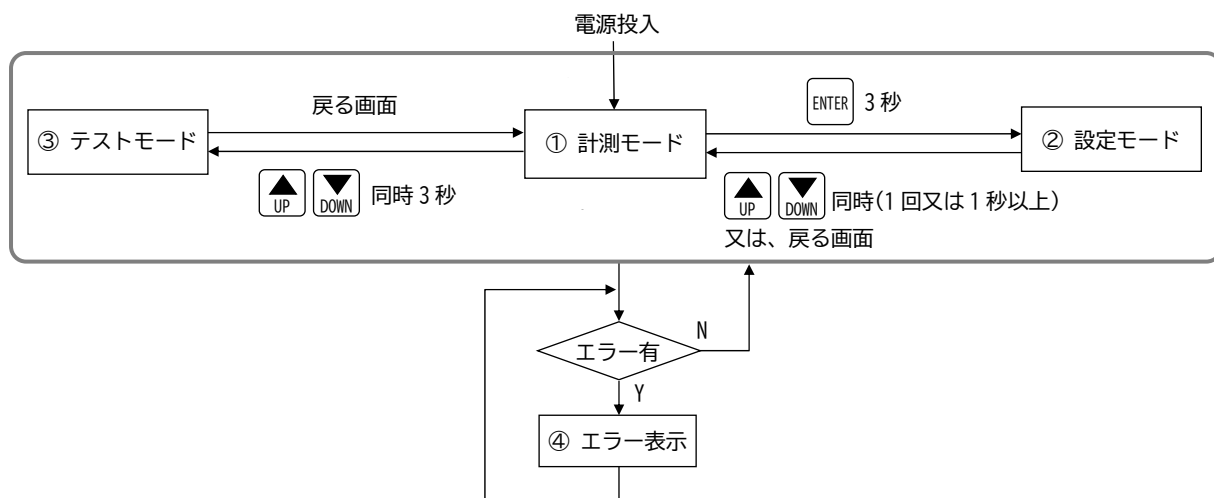 電源投入
戻る画面
ENTER 3秒
③ テストモード
① 計測モード
② 設定モード
UP DOWN 同時3秒
UP DOWN 同時(1回又は1秒以上)
又は、戻る画面
N
エラー有
Y
④ エラー表示